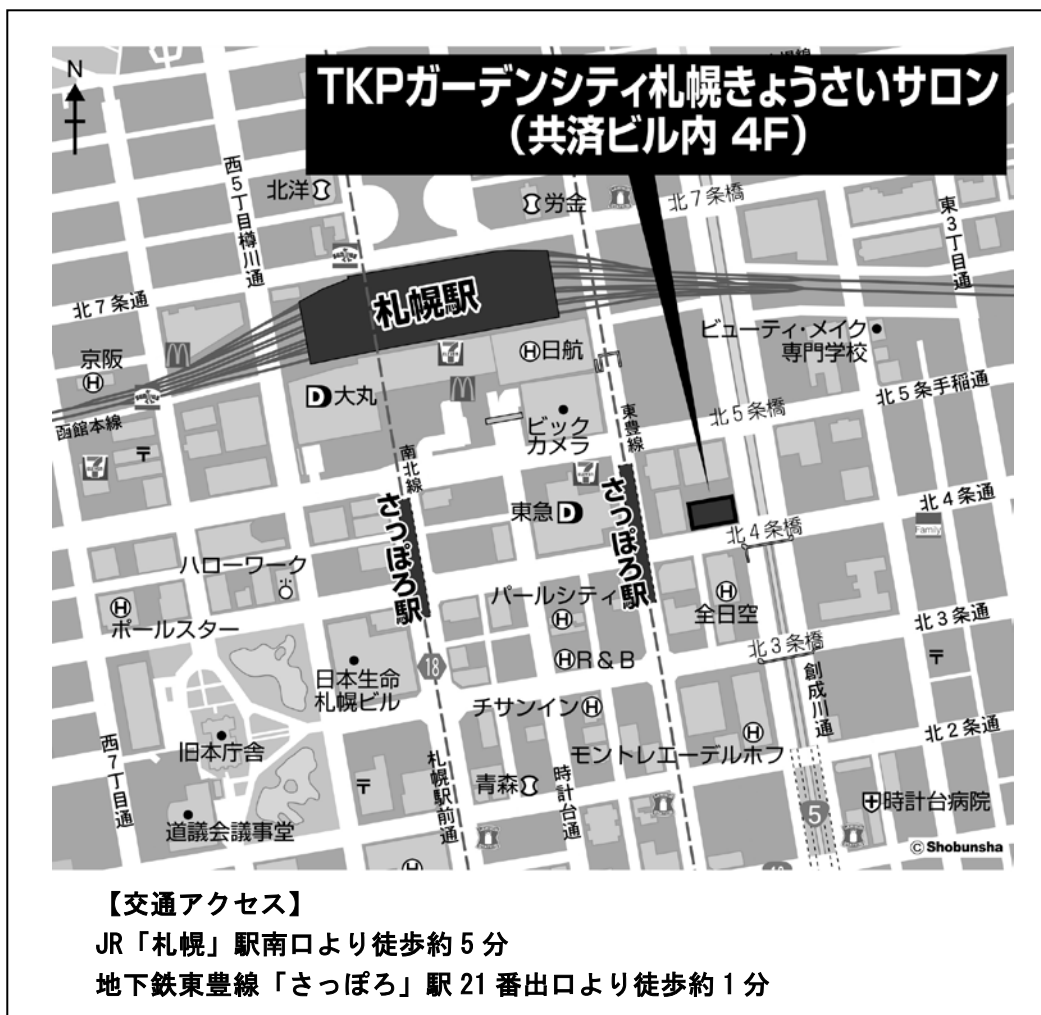 TKPガーデンシティ札幌きょうさいサロン
(共済ビル内 4F)
N
西5丁目樽川通
北洋
労金
北7条橋
東3丁目通
札幌駅
北7条通
京阪
函館本線
大丸
日航
ビック
カメラ
ビューティ・メイク
専門学校
北5条手稲通
北5条橋
東豊線
南北線
さっぽろ駅
東急
さっぽろ駅
北4条橋
北4条通
Family
ハローワーク
ポールスター
パールシティ
全日空
北3条通
北3条橋
R&B
18
日本生命
札幌ビル
チサンイン
創成川通
北2条通
旧本庁舎
モントレエーデルホフ
西7丁目通
札幌駅前通
青森
時計台通
道議会議事堂
5
時計台病院
© Shobunsha
【交通アクセス】
JR「札幌」駅南口より徒歩約5分
地下鉄東豊線「さっぽろ」駅21番出口より徒歩約1分